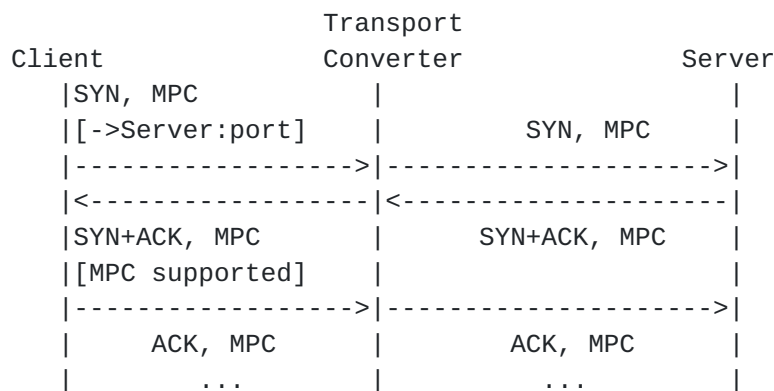 Transport
Client              Converter              Server
   |SYN, MPC           |                      |
   |[->Server:port]    |         SYN, MPC     |
   |------------------>|--------------------->|
   |<------------------|<---------------------|
   |SYN+ACK, MPC       |      SYN+ACK, MPC    |
   |[MPC supported]    |                      |
   |------------------>|--------------------->|
   |     ACK, MPC      |        ACK, MPC      |
   |        ...        |          ...         |